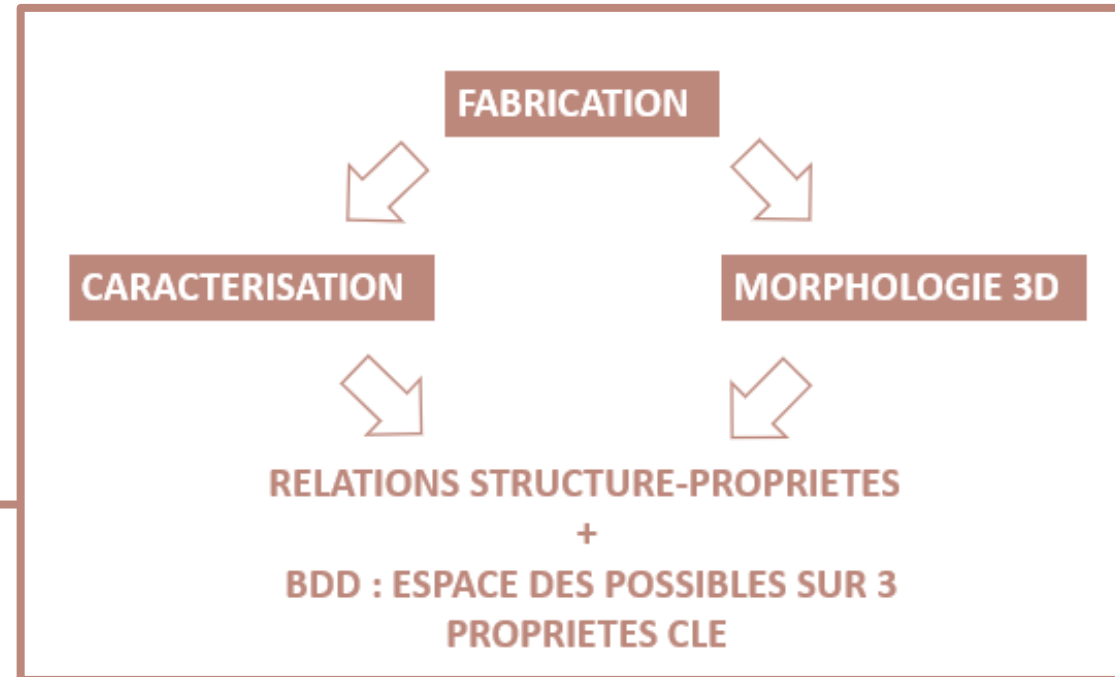 FABRICATION
CARACTERISATION
MORPHOLOGIE 3D
RELATIONS STRUCTURE-PROPRIETES
+
BDD : ESPACE DES POSSIBLES SUR 3
PROPRIETES CLE